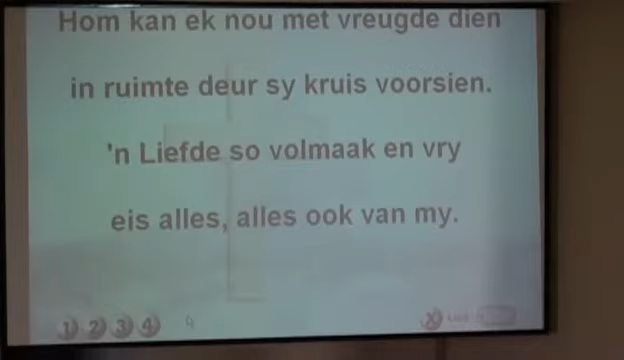 Hom kan ek nou met vreugde dien
in ruimte deur sy kruis voorsien.
'n Liefde so volmaak en vry
eis alles, alles ook van my.
1 2 3 4